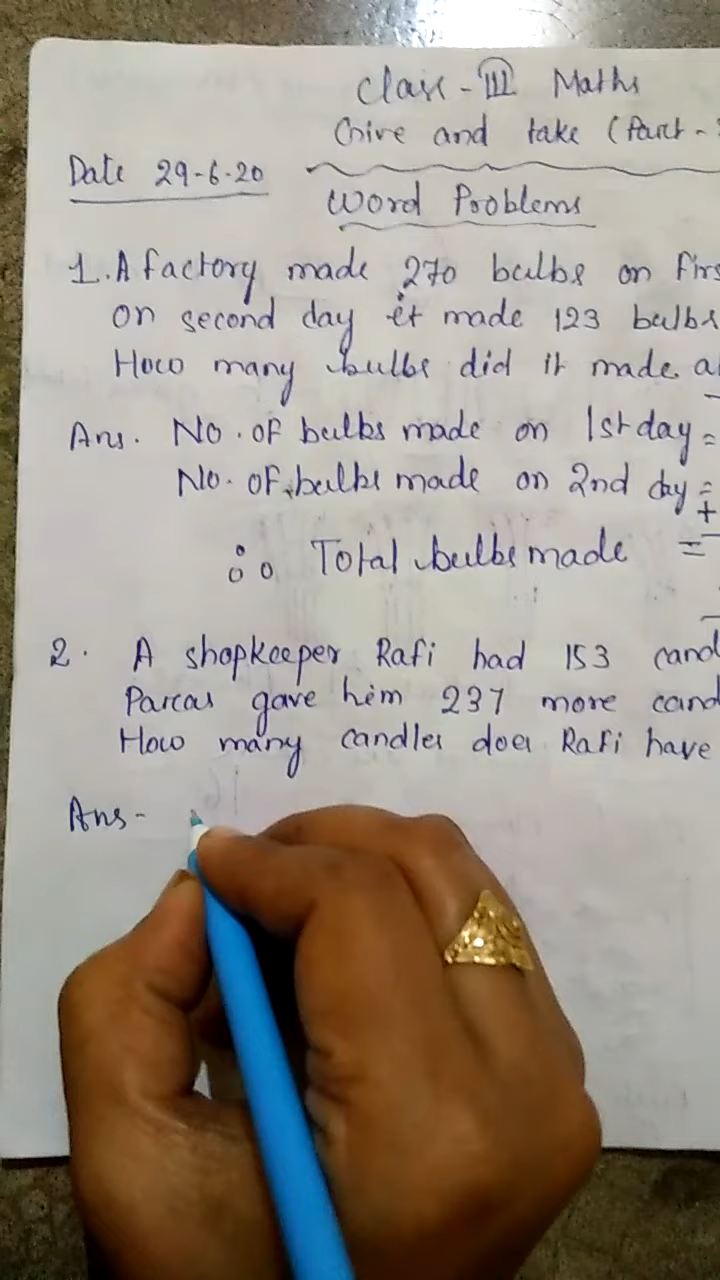 Class - III Maths
Give and take (Part -
Date 29-6-20
Word Problems
1. A factory made 270 bulbs on
on second day it made 123 bulbs
How many bulbs did it made
Ans. No. of bulbs made on 1st day =
No. of bulbs made on 2nd day =
+
∴ Total bulbs made =
2. A shopkeeper Rafi had 153
Paras gave him 237 more
How many candles does Rafi have
Ans -